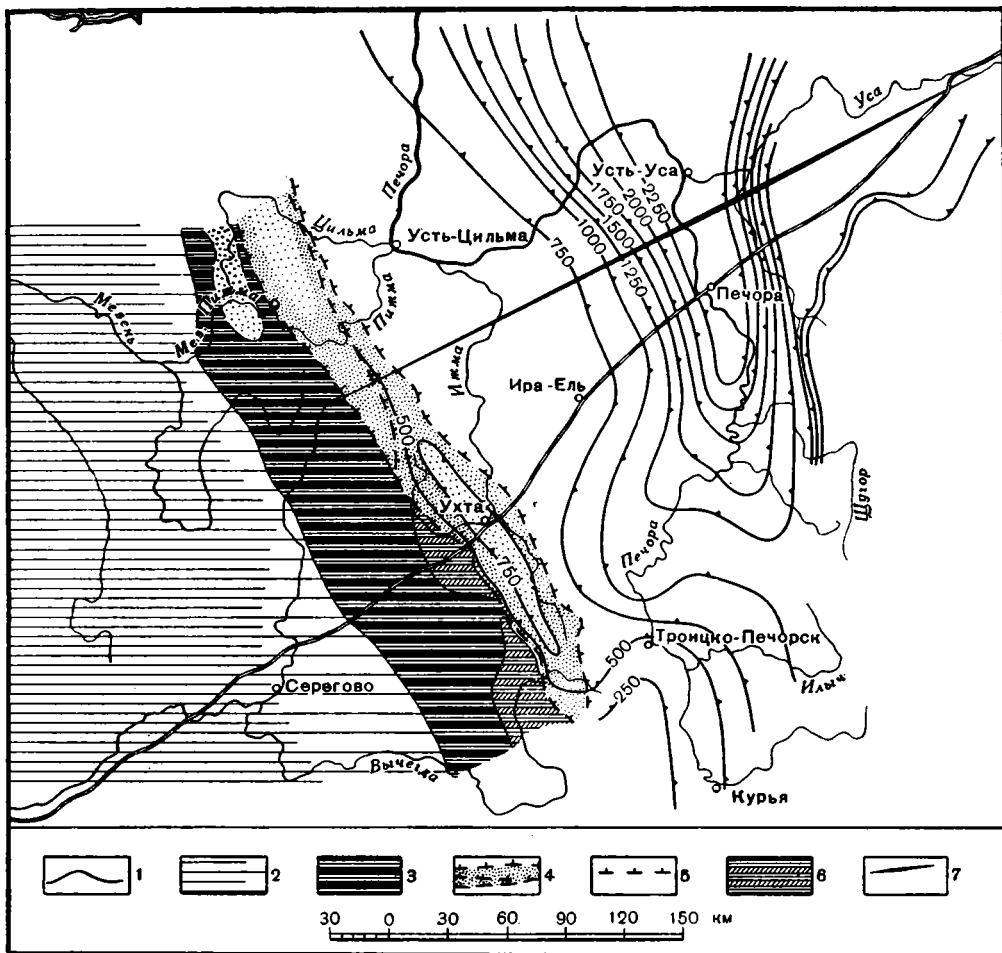 Уса
Печора
Усть-Уса
Цильма
Усть-Цильма
Пижма
2250
2000
1750
1500
1250
1000
750
Печора
Мезень
Мез. Пижма
Ижма
Ира-Ель
500
Ухта
750
Щугор
Печора
Троицко-Печорск
500
250
Илыч
Серегово
Вычегда
Курья
1 2 3 4 5 6 7
30 0 30 60 90 120 150 км